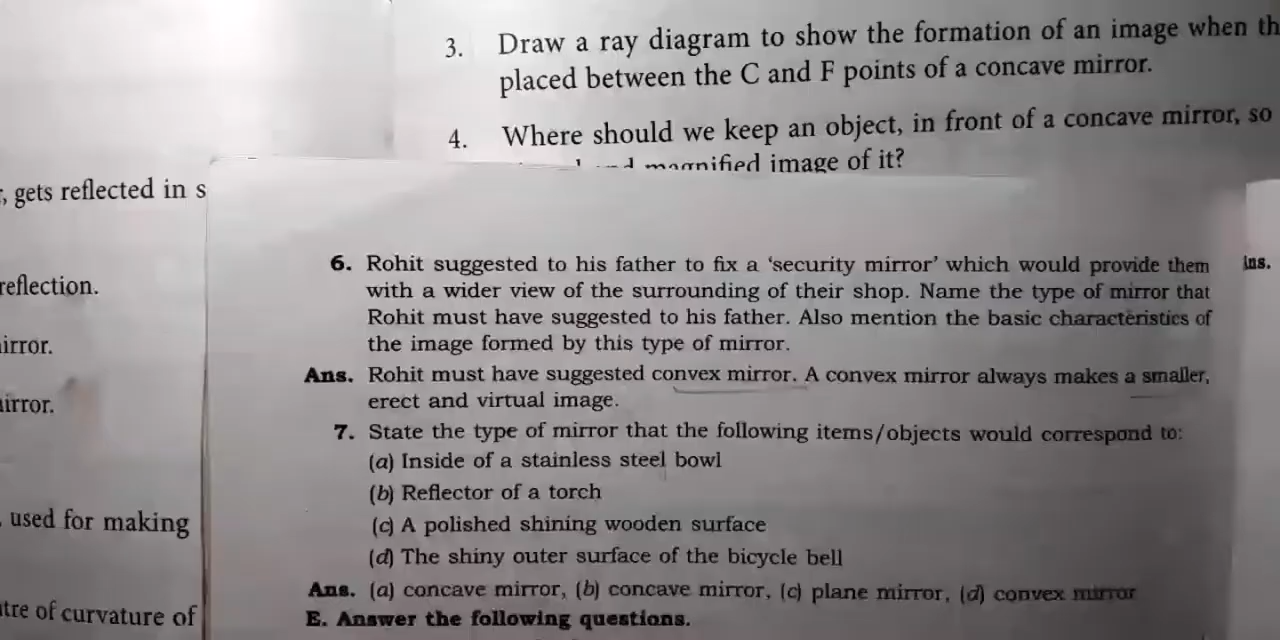 3. Draw a ray diagram to show the formation of an image when th
placed between the C and F points of a concave mirror.
4. Where should we keep an object, in front of a concave mirror, so
magnified image of it?
, gets reflected in s
reflection.
mirror.
mirror.
used for making
tre of curvature of
6. Rohit suggested to his father to fix a ‘security mirror’ which would provide them
with a wider view of the surrounding of their shop. Name the type of mirror that
Rohit must have suggested to his father. Also mention the basic characteristics of
the image formed by this type of mirror.
Ans. Rohit must have suggested convex mirror. A convex mirror always makes a smaller,
erect and virtual image.
7. State the type of mirror that the following items/objects would correspond to:
(a) Inside of a stainless steel bowl
(b) Reflector of a torch
(c) A polished shining wooden surface
(d) The shiny outer surface of the bicycle bell
Ans. (a) concave mirror, (b) concave mirror, (c) plane mirror, (d) convex mirror
E. Answer the following questions.
Ans.